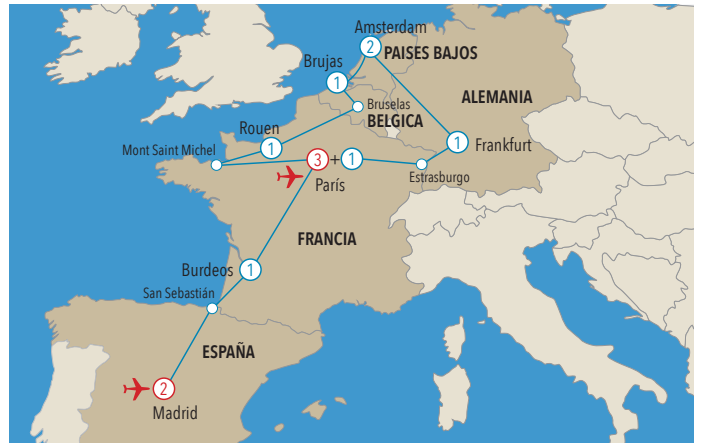 Amsterdam
2
PAISES BAJOS
Brujas
1
ALEMANIA
Bruselas
BELGICA
Rouen
1
1
Frankfurt
Mont Saint Michel
3
+
1
París
Estrasburgo
FRANCIA
Burdeos
1
San Sebastián
ESPAÑA
2
Madrid